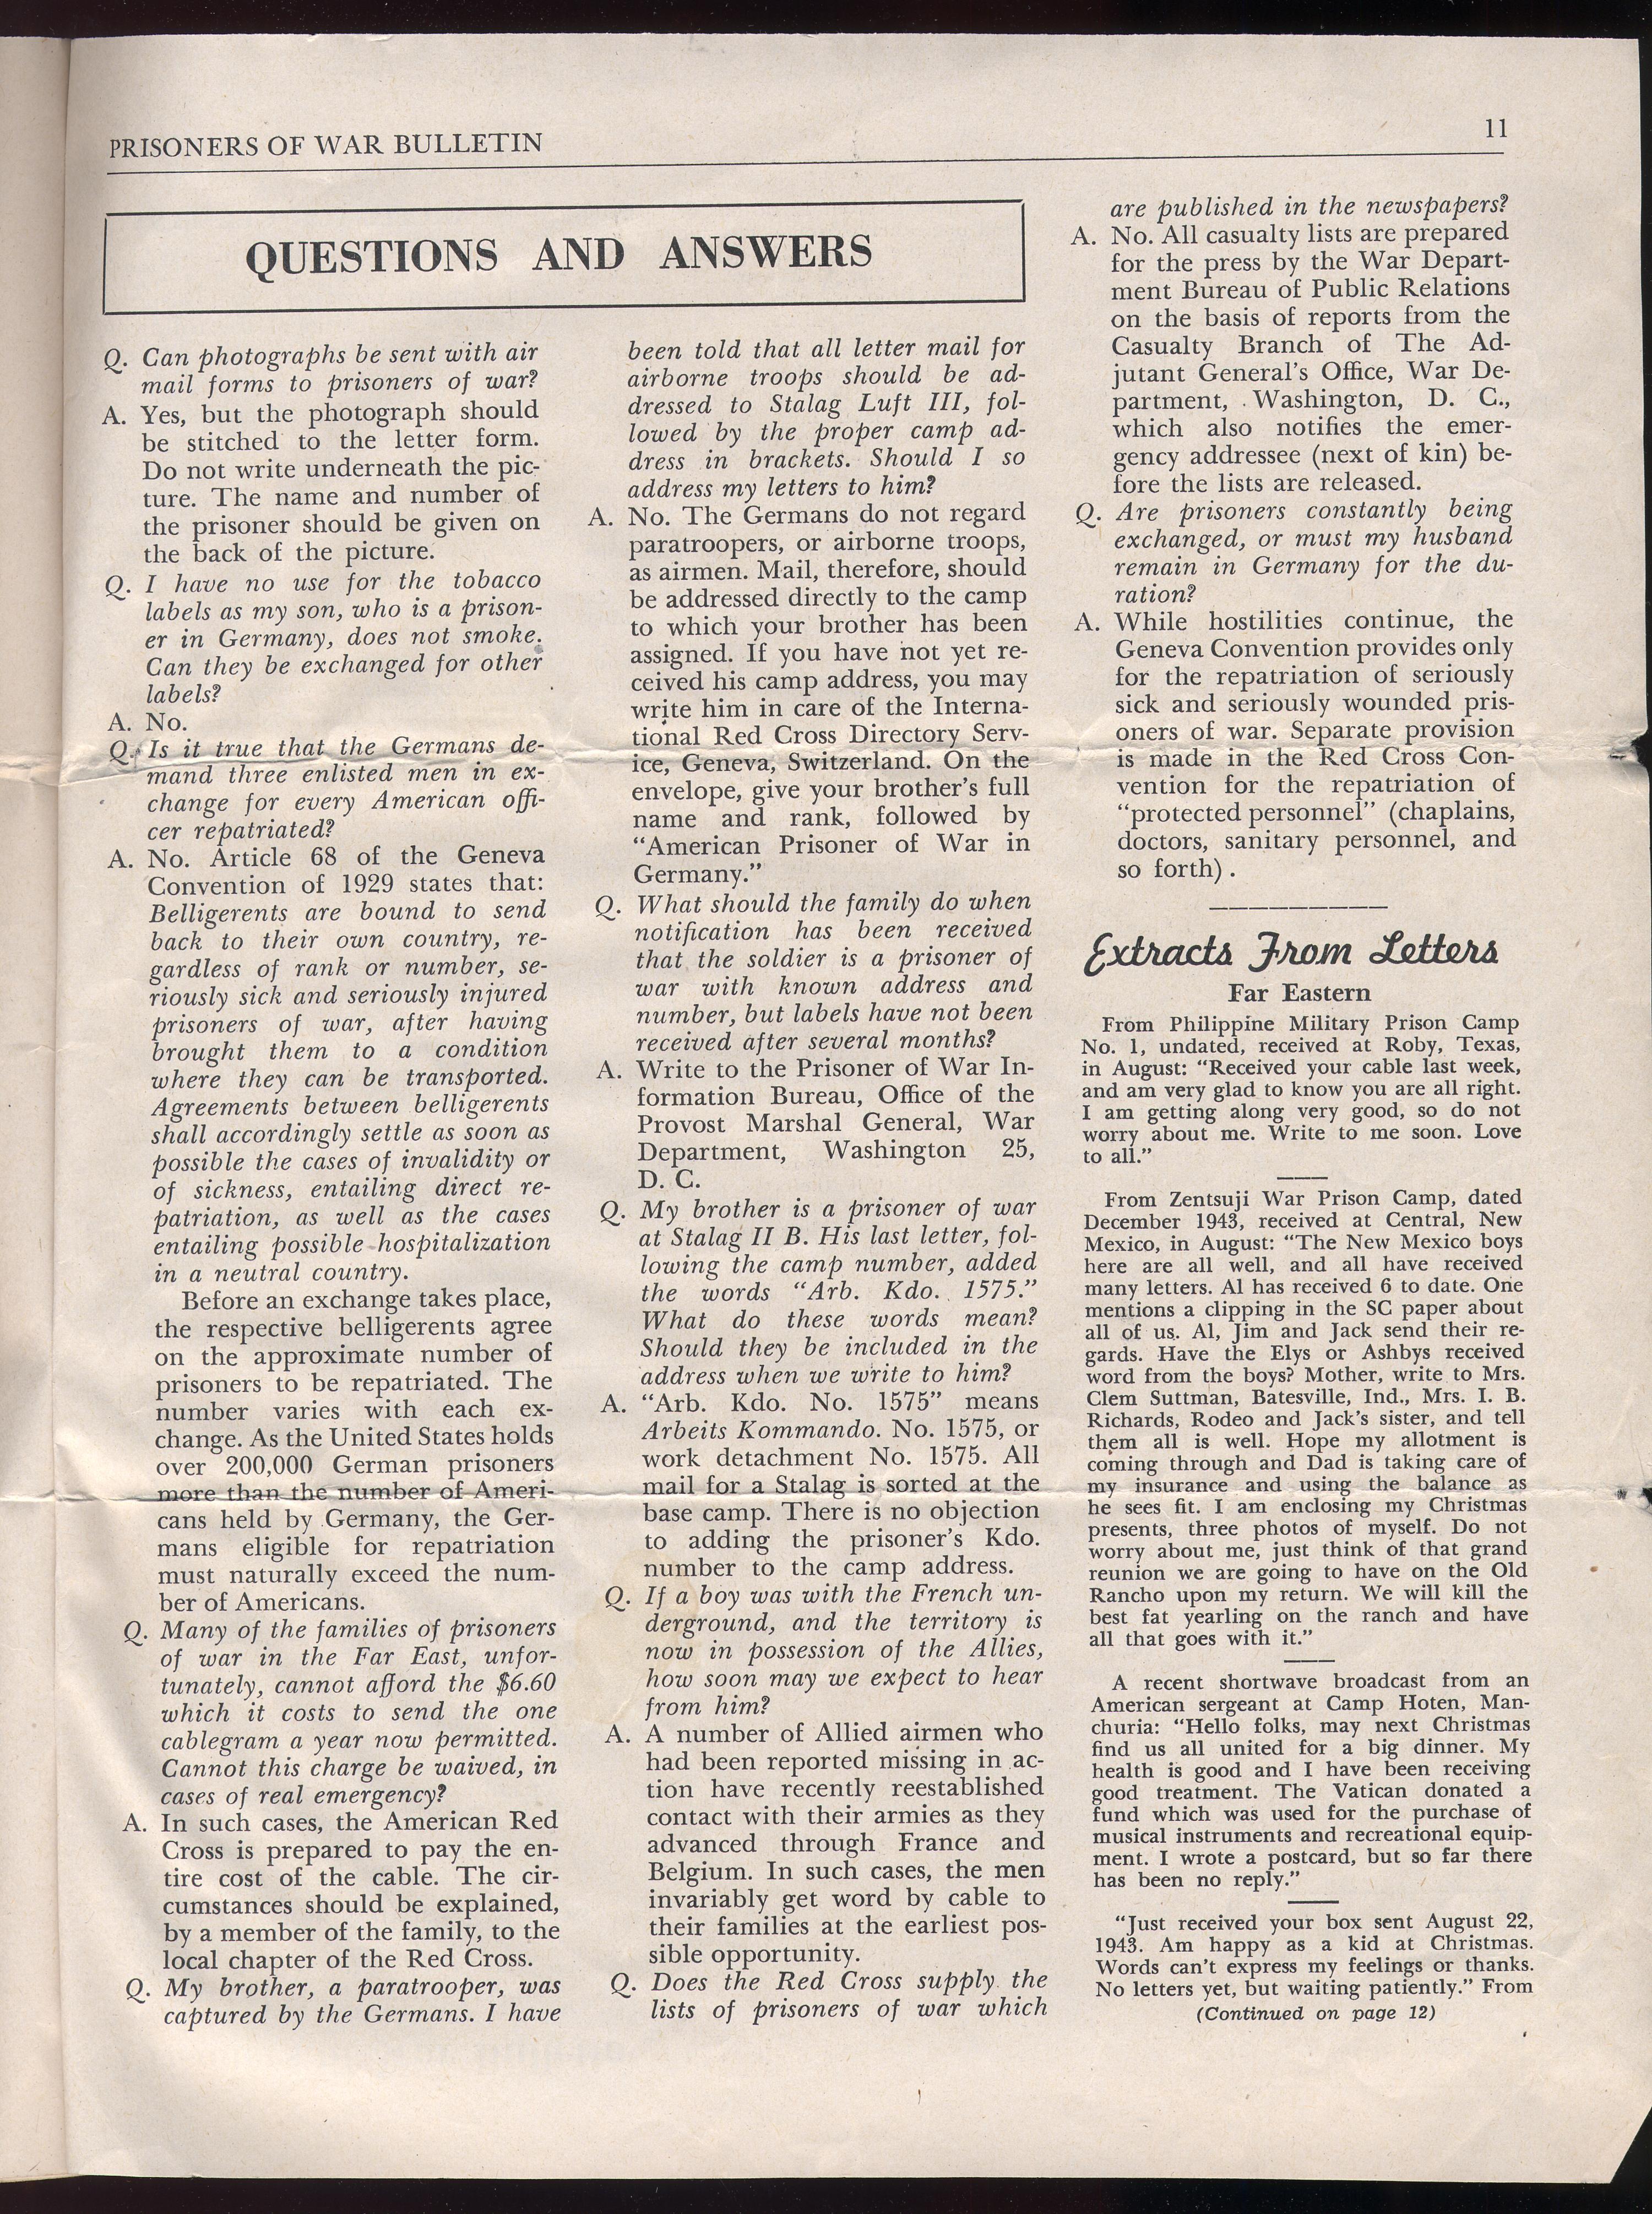 PRISONERS OF WAR BULLETIN
11
QUESTIONS AND ANSWERS
Q. Can photographs be sent with air
mail forms to prisoners of war?
A. Yes, but the photograph should
be stitched to the letter form.
Do not write underneath the pic-
ture. The name and number of
the prisoner should be given on
the back of the picture.
Q. I have no use for the tobacco
labels as my son, who is a prison-
er in Germany, does not smoke.
Can they be exchanged for other
labels?
A. No.
Q. Is it true that the Germans de-
mand three enlisted men in ex-
change for every American offi-
cer repatriated?
A. No. Article 68 of the Geneva
Convention of 1929 states that:
Belligerents are bound to send
back to their own country, re-
gardless of rank or number, se-
riously sick and seriously injured
prisoners of war, after having
brought them to a condition
where they can be transported.
Agreements between belligerents
shall accordingly settle as soon as
possible the cases of invalidity or
of sickness, entailing direct re-
patriation, as well as the cases
entailing possible hospitalization
in a neutral country.
Before an exchange takes place,
the respective belligerents agree
on the approximate number of
prisoners to be repatriated. The
number varies with each ex-
change. As the United States holds
over 200,000 German prisoners
more than the number of Ameri-
cans held by Germany, the Ger-
mans eligible for repatriation
must naturally exceed the num-
ber of Americans.
Q. Many of the families of prisoners
of war in the Far East, unfor-
tunately, cannot afford the $6.60
which it costs to send the one
cablegram a year now permitted.
Cannot this charge be waived, in
cases of real emergency?
A. In such cases, the American Red
Cross is prepared to pay the en-
tire cost of the cable. The cir-
cumstances should be explained,
by a member of the family, to the
local chapter of the Red Cross.
Q. My brother, a paratrooper, was
captured by the Germans. I have
been told that all letter mail for
airborne troops should be ad-
dressed to Stalag Luft III, fol-
lowed by the proper camp ad-
dress in brackets. Should I so
address my letters to him?
A. No. The Germans do not regard
paratroopers, or airborne troops,
as airmen. Mail, therefore, should
be addressed directly to the camp
to which your brother has been
assigned. If you have not yet re-
ceived his camp address, you may
write him in care of the Interna-
tional Red Cross Directory Serv-
ice, Geneva, Switzerland. On the
envelope, give your brother's full
name and rank, followed by
"American Prisoner of War in
Germany."
Q. What should the family do when
notification has been received
that the soldier is a prisoner of
war with known address and
number, but labels have not been
received after several months?
A. Write to the Prisoner of War In-
formation Bureau, Office of the
Provost Marshal General, War
Department, Washington 25,
D. C.
Q. My brother is a prisoner of war
at Stalag II B. His last letter, fol-
lowing the camp number, added
the words "Arb. Kdo. 1575."
What do these words mean?
Should they be included in the
address when we write to him?
A. "Arb. Kdo. No. 1575" means
Arbeits Kommando. No. 1575, or
work detachment No. 1575. All
mail for a Stalag is sorted at the
base camp. There is no objection
to adding the prisoner's Kdo.
number to the camp address.
Q. If a boy was with the French un-
derground, and the territory is
now in possession of the Allies,
how soon may we expect to hear
from him?
A. A number of Allied airmen who
had been reported missing in ac-
tion have recently reestablished
contact with their armies as they
advanced through France and
Belgium. In such cases, the men
invariably get word by cable to
their families at the earliest pos-
sible opportunity.
Q. Does the Red Cross supply the
lists of prisoners of war which
are published in the newspapers?
A. No. All casualty lists are prepared
for the press by the War Depart-
ment Bureau of Public Relations
on the basis of reports from the
Casualty Branch of The Ad-
jutant General's Office, War De-
partment, Washington, D. C.,
which also notifies the emer-
gency addressee (next of kin) be-
fore the lists are released.
Q. Are prisoners constantly being
exchanged, or must my husband
remain in Germany for the du-
ration?
A. While hostilities continue, the
Geneva Convention provides only
for the repatriation of seriously
sick and seriously wounded pris-
oners of war. Separate provision
is made in the Red Cross Con-
vention for the repatriation of
"protected personnel" (chaplains,
doctors, sanitary personnel, and
so forth).
Extracts From Letters
Far Eastern
From Philippine Military Prison Camp
No. 1, undated, received at Roby, Texas,
in August: "Received your cable last week,
and am very glad to know you are all right.
I am getting along very good, so do not
worry about me. Write to me soon. Love
to all."
From Zentsuji War Prison Camp, dated
December 1943, received at Central, New
Mexico, in August: "The New Mexico boys
here are all well, and all have received
many letters. Al has received 6 to date. One
mentions a clipping in the SC paper about
all of us. Al, Jim and Jack send their re-
gards. Have the Elys or Ashbys received
word from the boys? Mother, write to Mrs.
Clem Suttman, Batesville, Ind., Mrs. I. B.
Richards, Rodeo and Jack's sister, and tell
them all is well. Hope my allotment is
coming through and Dad is taking care of
my insurance and using the balance as
he sees fit. I am enclosing my Christmas
presents, three photos of myself. Do not
worry about me, just think of that grand
reunion we are going to have on the Old
Rancho upon my return. We will kill the
best fat yearling on the ranch and have
all that goes with it."
A recent shortwave broadcast from an
American sergeant at Camp Hoten, Man-
churia: "Hello folks, may next Christmas
find us all united for a big dinner. My
health is good and I have been receiving
good treatment. The Vatican donated a
fund which was used for the purchase of
musical instruments and recreational equip-
ment. I wrote a postcard, but so far there
has been no reply."
"Just received your box sent August 22,
1943. Am happy as a kid at Christmas.
Words can't express my feelings or thanks.
No letters yet, but waiting patiently." From
(Continued on page 12)